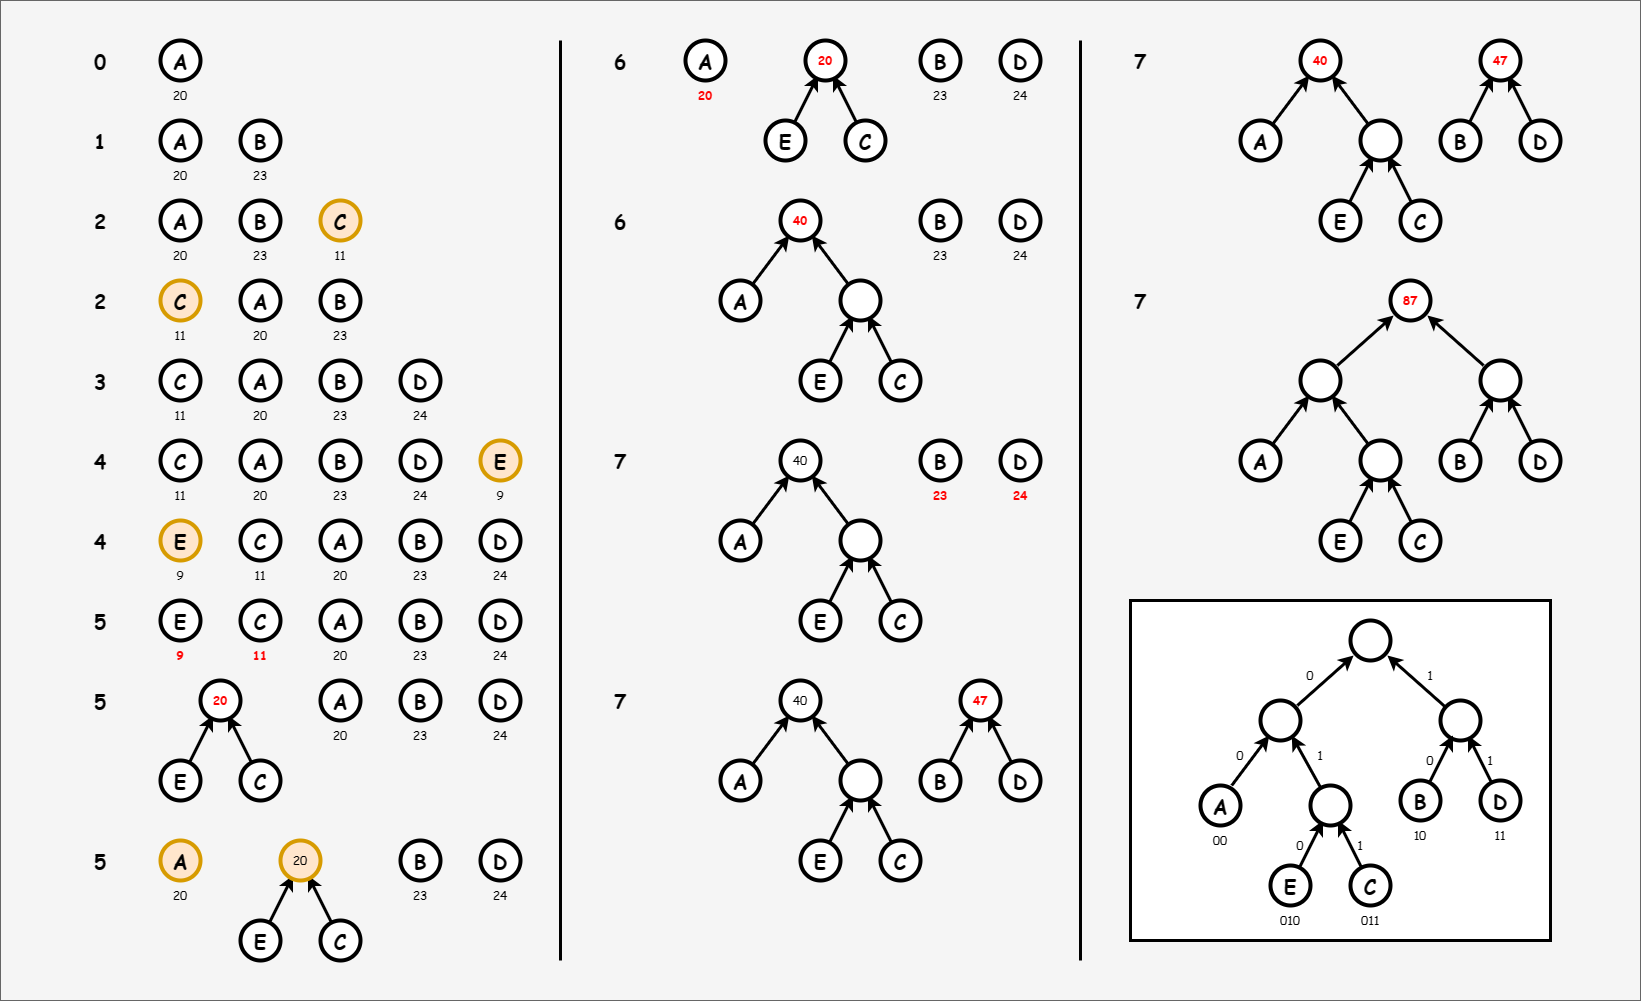 0 A
20
1 A B
20 23
2 A B C
20 23 11
2 C A B
11 20 23
3 C A B D
11 20 23 24
4 C A B D E
11 20 23 24 9
4 E C A B D
9 11 20 23 24
5 E C A B D
9 11 20 23 24
5 20 A B D
20 23 24
E C
5 A 20 B D
20 23 24
E C
6 A 20 B D
20 23 24
E C
6 40 B D
23 24
A
E C
7 40 B D
23 24
A
E C
7 40 47
A B D
E C
7 40 47
A B D
E C
7 87
A B D
E C
0 1
0 1 0 1
A B D
00 10 11
0 1
E C
010 011